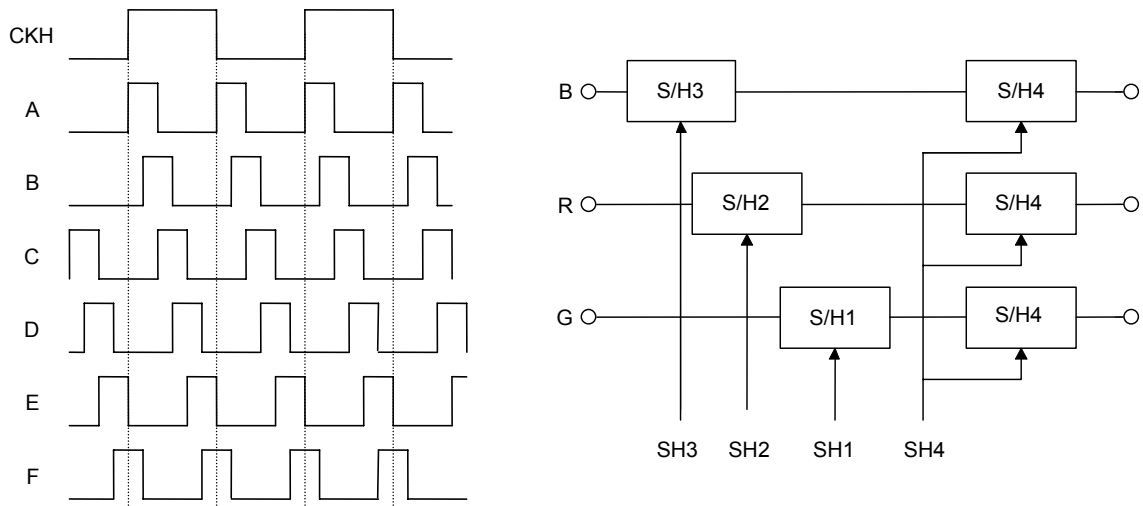 CKH
A
B
C
D
E
F
B S/H3 S/H4
R S/H2 S/H4
G S/H1 S/H4
SH3 SH2 SH1 SH4